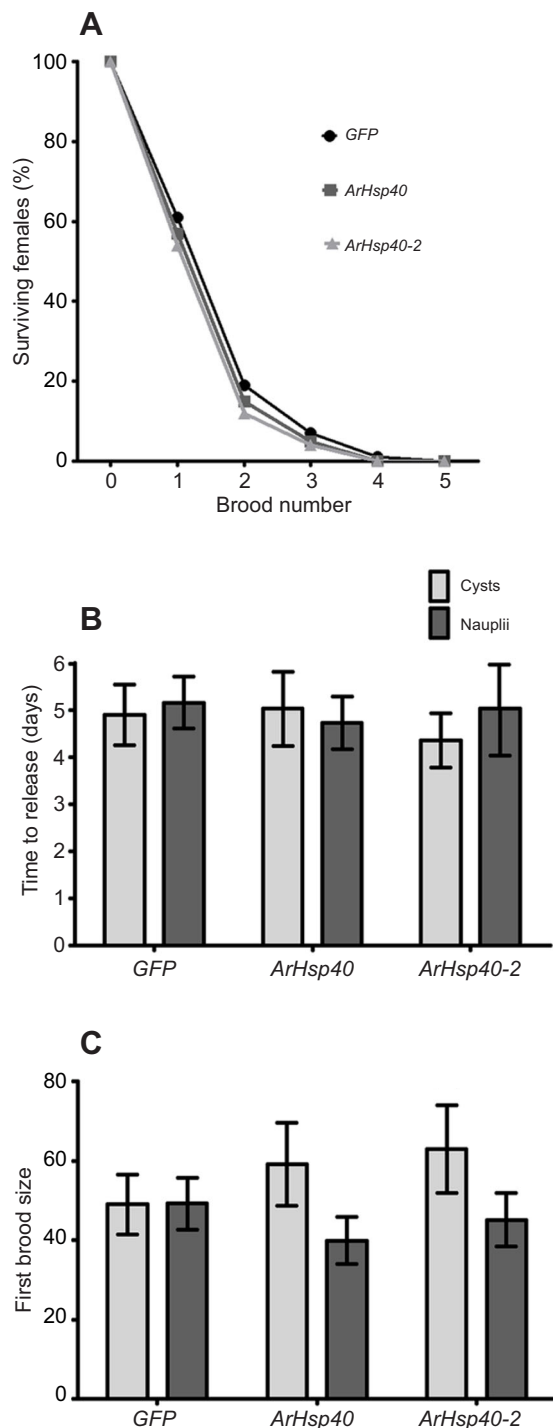 A
Surviving females (%)
100
80
60
40
20
0
GFP
ArHsp40
ArHsp40-2
0 1 2 3 4 5
Brood number
B
Cysts
Nauplii
Time to release (days)
6
5
4
3
2
1
0
GFP ArHsp40 ArHsp40-2
C
First brood size
80
60
40
20
0
GFP ArHsp40 ArHsp40-2